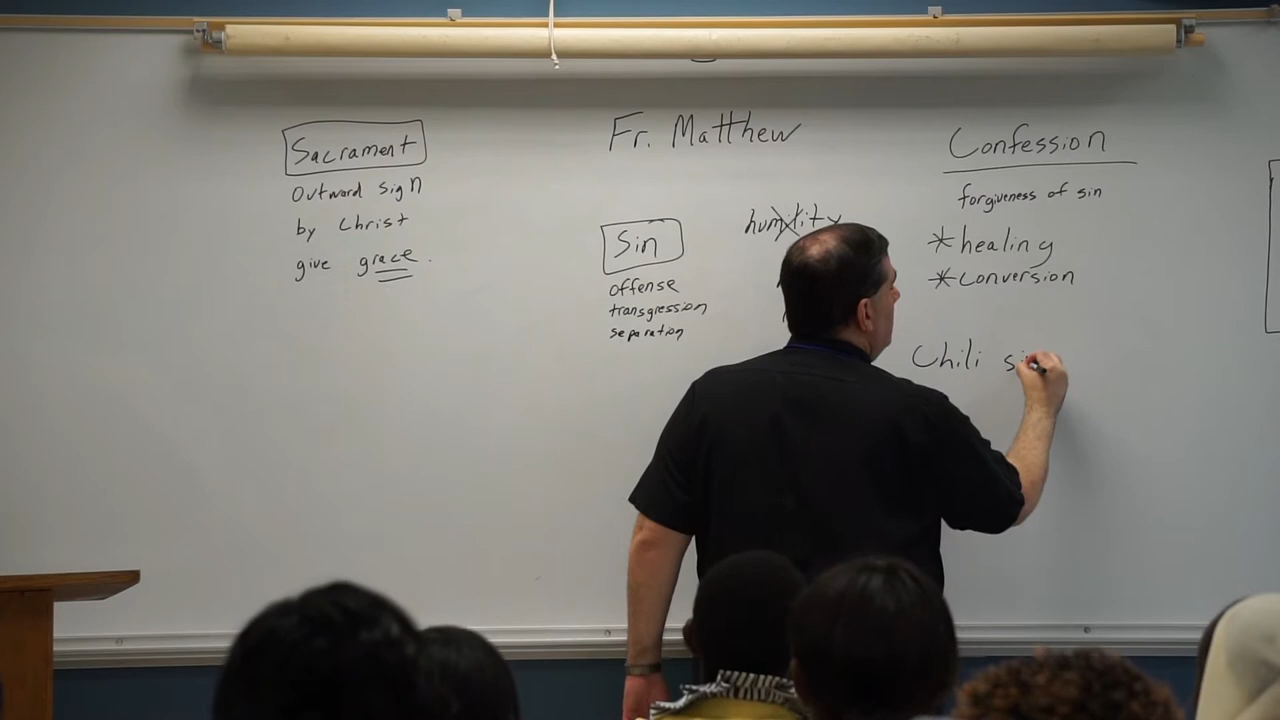 Sacrament
outward sign
by Christ
give grace.
Fr. Matthew
Sin
offense
transgression
separation
humility
Confession
forgiveness of sin
*healing
*conversion
Chili